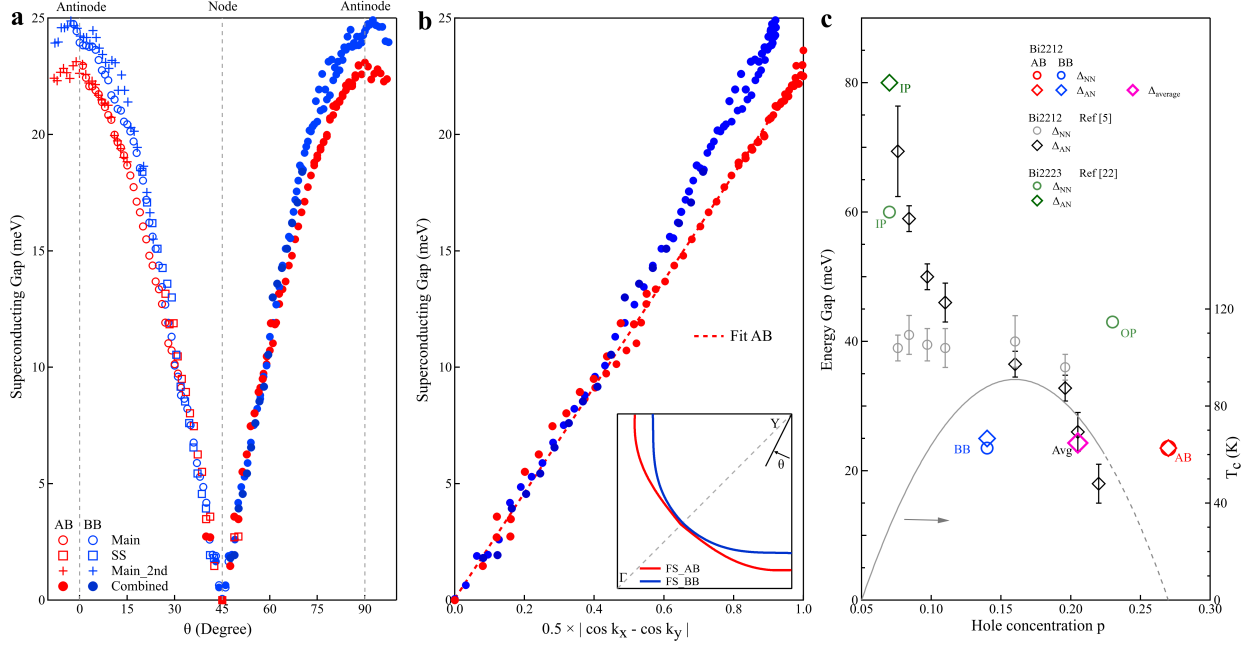 a
Antinode
Node
Antinode
Superconducting Gap (meV)
25
20
15
10
5
0
AB BB
Main
SS
Main_2nd
Combined
0 15 30 45 60 75 90
θ (Degree)
b
Superconducting Gap (meV)
25
20
15
10
5
0
Fit AB
Y
θ
Γ
FS_AB
FS_BB
0.0 0.2 0.4 0.6 0.8 1.0
0.5 × | cos kx - cos ky |
c
Energy Gap (meV)
80
60
40
20
0
Bi2212
AB BB
ΔNN
ΔAN
Δaverage
Bi2212 Ref [5]
ΔNN
ΔAN
Bi2223 Ref [22]
ΔNN
ΔAN
IP
IP
OP
BB
Avg
AB
120
80
40
0
Tc (K)
0.05 0.10 0.15 0.20 0.25 0.30
Hole concentration p